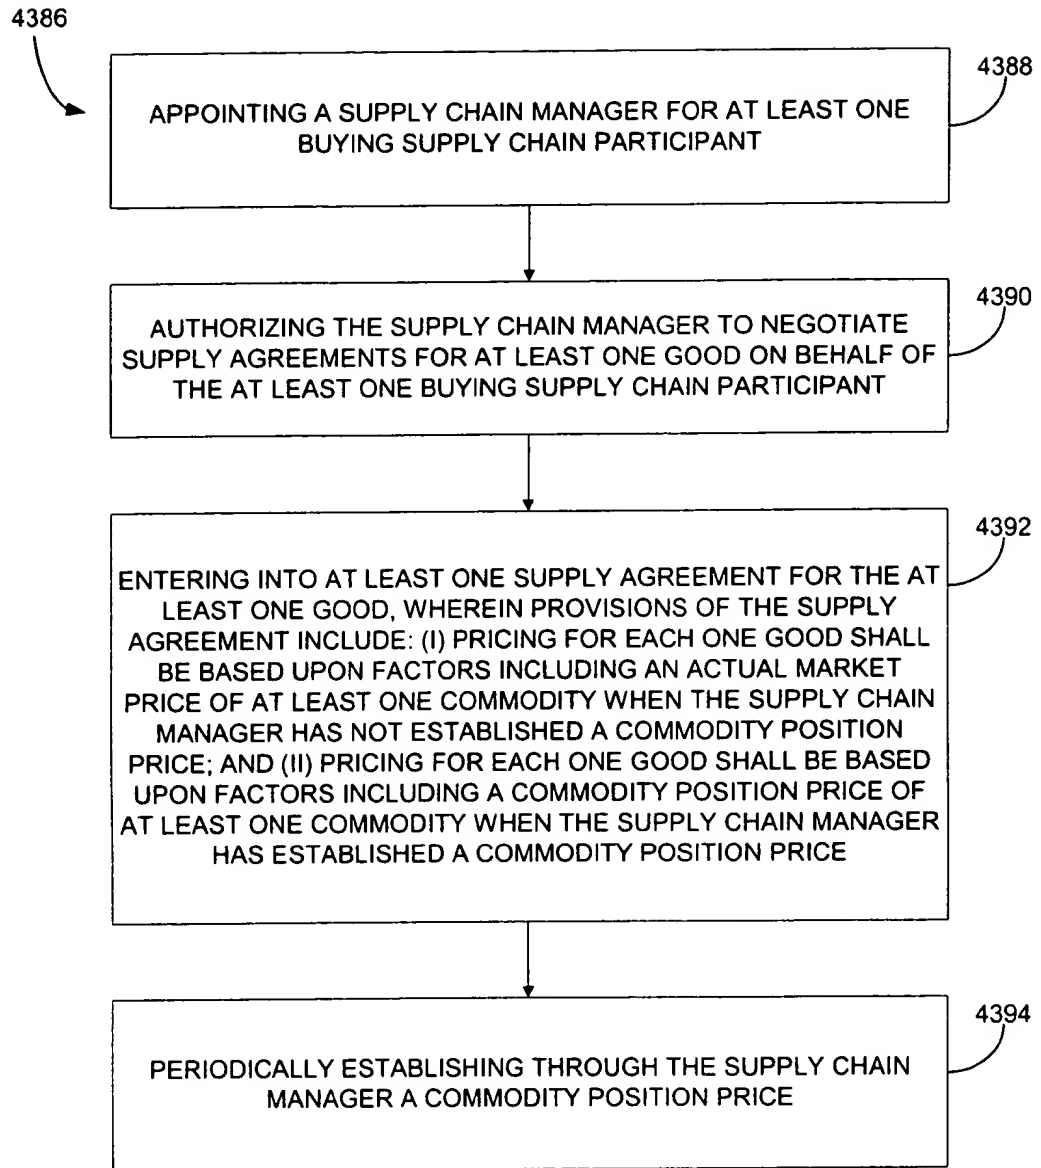 4386
4388
APPOINTING A SUPPLY CHAIN MANAGER FOR AT LEAST ONE
BUYING SUPPLY CHAIN PARTICIPANT
4390
AUTHORIZING THE SUPPLY CHAIN MANAGER TO NEGOTIATE
SUPPLY AGREEMENTS FOR AT LEAST ONE GOOD ON BEHALF OF
THE AT LEAST ONE BUYING SUPPLY CHAIN PARTICIPANT
4392
ENTERING INTO AT LEAST ONE SUPPLY AGREEMENT FOR THE AT
LEAST ONE GOOD, WHEREIN PROVISIONS OF THE SUPPLY
AGREEMENT INCLUDE: (I) PRICING FOR EACH ONE GOOD SHALL
BE BASED UPON FACTORS INCLUDING AN ACTUAL MARKET
PRICE OF AT LEAST ONE COMMODITY WHEN THE SUPPLY CHAIN
MANAGER HAS NOT ESTABLISHED A COMMODITY POSITION
PRICE; AND (II) PRICING FOR EACH ONE GOOD SHALL BE BASED
UPON FACTORS INCLUDING A COMMODITY POSITION PRICE OF
AT LEAST ONE COMMODITY WHEN THE SUPPLY CHAIN MANAGER
HAS ESTABLISHED A COMMODITY POSITION PRICE
4394
PERIODICALLY ESTABLISHING THROUGH THE SUPPLY CHAIN
MANAGER A COMMODITY POSITION PRICE